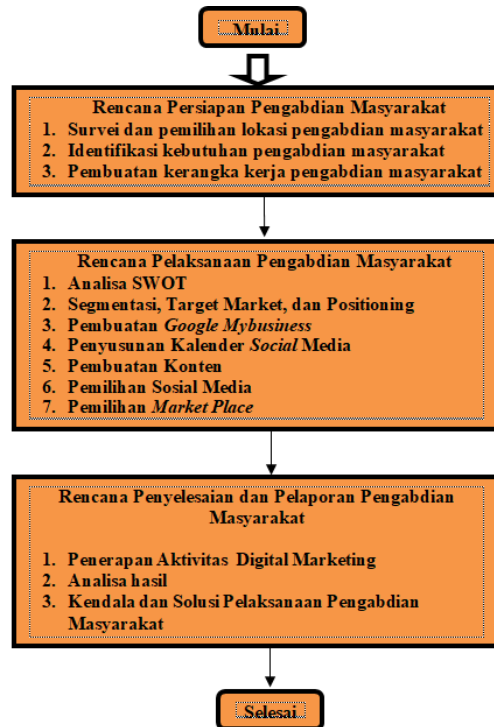 Mulai
Rencana Persiapan Pengabdian Masyarakat
1. Survei dan pemilihan lokasi pengabdian masyarakat
2. Identifikasi kebutuhan pengabdian masyarakat
3. Pembuatan kerangka kerja pengabdian masyarakat
Rencana Pelaksanaan Pengabdian Masyarakat
1. Analisa SWOT
2. Segmentasi, Target Market, dan Positioning
3. Pembuatan Google Mybusiness
4. Penyusunan Kalender Social Media
5. Pembuatan Konten
6. Pemilihan Sosial Media
7. Pemilihan Market Place
Rencana Penyelesaian dan Pelaporan Pengabdian
Masyarakat
1. Penerapan Aktivitas Digital Marketing
2. Analisa hasil
3. Kendala dan Solusi Pelaksanaan Pengabdian
Masyarakat
Selesai